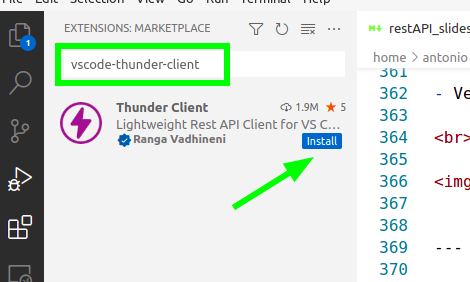 File Edit Selection View Go Run Terminal Help
EXTENSIONS: MARKETPLACE
vscode-thunder-client
Thunder Client 1.9M 5
Lightweight Rest API Client for VS C...
Ranga Vadhineni Install
1
restAPI_slides
home › antonio
361
362 - Ve
363
364 <br>
365
366 <img
367
368
369 ---
370